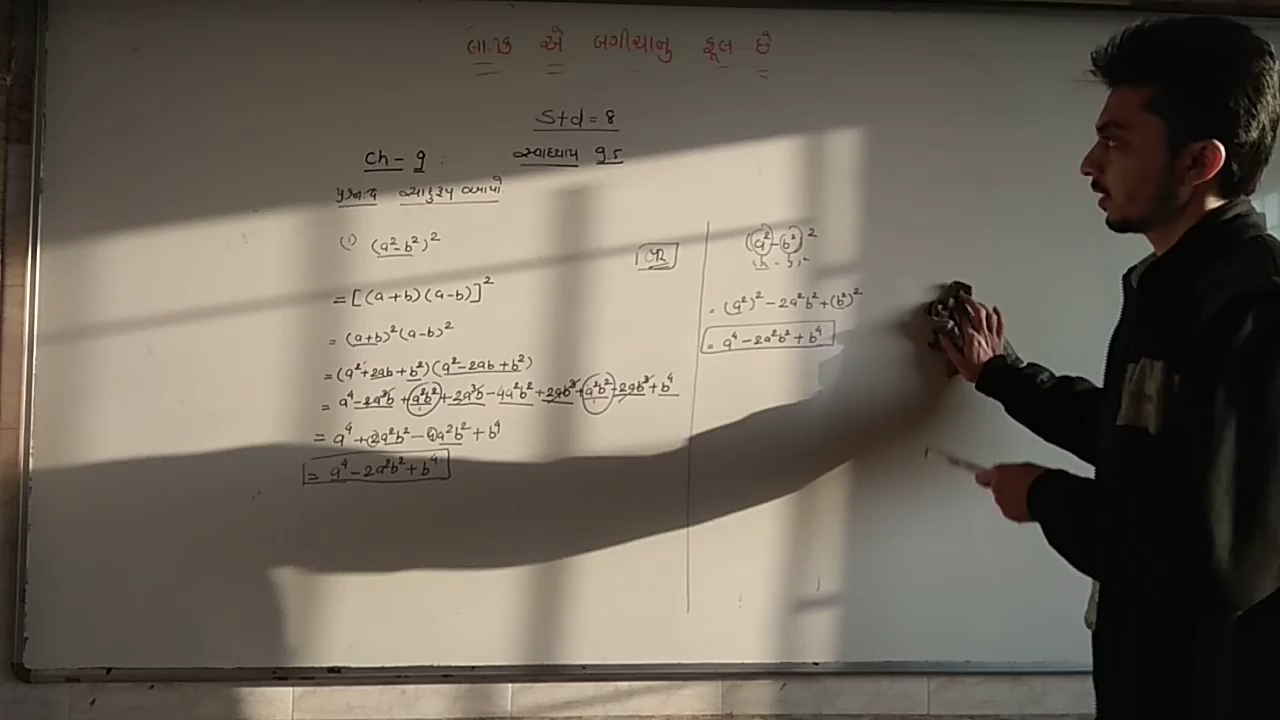 બાળક એ બગીચાનુ ફૂલ છે
Std = 8
Ch - 9 સ્વાધ્યાય 9.5
સાદુરૂપ આપો
(1) (a²-b²)²
= [(a+b)(a-b)]²
= (a+b)²(a-b)²
= (a²+2ab+b²)(a²-2ab+b²)
= a⁴-2a³b+a²b²+2a³b-4a²b²+2ab³+a²b²-2ab³+b⁴
= a⁴+2a²b²-4a²b²+b⁴
= a⁴-2a²b²+b⁴
(a²-b²)²
= (a²)²-2a²b²+(b²)²
= a⁴-2a²b²+b⁴